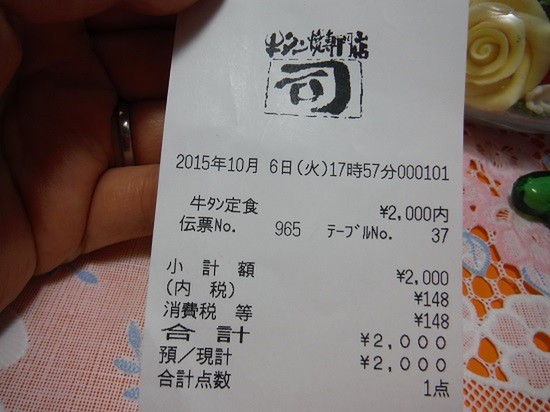 牛タン焼専門店
司
2015年10月 6日(火)17時57分000101
牛タン定食 ¥2,000内
伝票No. 965 テーブルNo. 37
小 計 額 ¥2,000
(内 税) ¥148
消費税 等 ¥148
合 計 ¥2,000
預/現計 ¥2,000
合計点数 1点